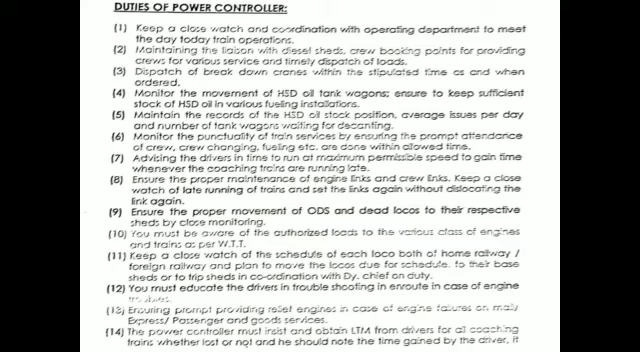 DUTIES OF POWER CONTROLLER:
(1) Keep a close watch and coordination with operating department to meet
the day today train operations.
(2) Maintaining the liaison with diesel sheds, crew booking points for providing
crews for various service and timely dispatch of loads.
(3) Dispatch of break down cranes within the stipulated time as and when
ordered.
(4) Monitor the movement of HSD oil tank wagons; ensure to keep sufficient
stock of HSD oil in various fueling installations.
(5) Maintain the records of the HSD oil stock position, average issues per day
and number of tank wagons waiting for decanting.
(6) Monitor the punctuality of train services by ensuring the prompt attendance
of crew, crew changing, fueling etc. are done within allowed time.
(7) Advising the drivers in time to run at maximum permissible speed to gain time
whenever the coaching trains are running late.
(8) Ensure the proper maintenance of engine links and crew links. Keep a close
watch of late running of trains and set the links again without dislocating the
link again.
(9) Ensure the proper movement of ODS and dead locos to their respective
sheds by close monitoring.
(10) You must be aware of the authorized loads to the various class of engines
and trains as per W.T.T.
(11) Keep a close watch of the schedule of each loco both of home railway /
foreign railway and plan to move the locos due for schedule. to their base
sheds or to trip sheds in co-ordination with Dy. chief on duty.
(12) You must educate the drivers in trouble shooting in enroute in case of engine
troubles.
(13) Ensuring prompt providing relief engines in case of engine failures on mail/
Express/ Passenger and goods services.
(14) The power controller must insist and obtain LTM from drivers for all coaching
trains whether lost or not and he should note the time gained by the driver, it